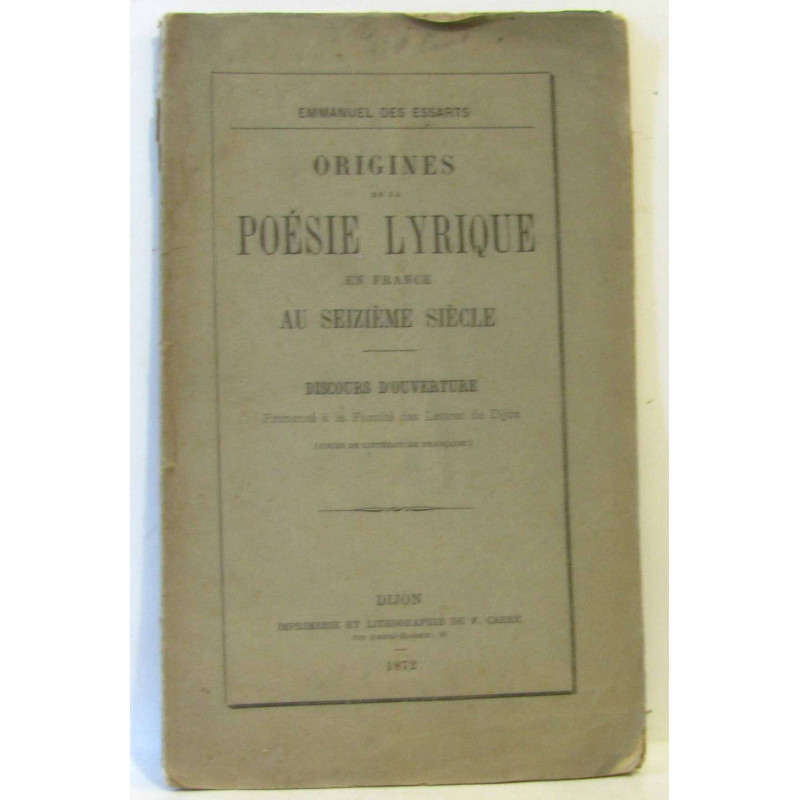 EMMANUEL DES ESSARTS
ORIGINES
DE LA
POÉSIE LYRIQUE
EN FRANCE
AU SEIZIÈME SIÈCLE
DISCOURS D'OUVERTURE
Prononcé à la Faculté des Lettres de Dijon
(COURS DE LITTÉRATURE FRANÇAISE)
DIJON
IMPRIMERIE ET LITHOGRAPHIE DE F. CARRÉ
1872